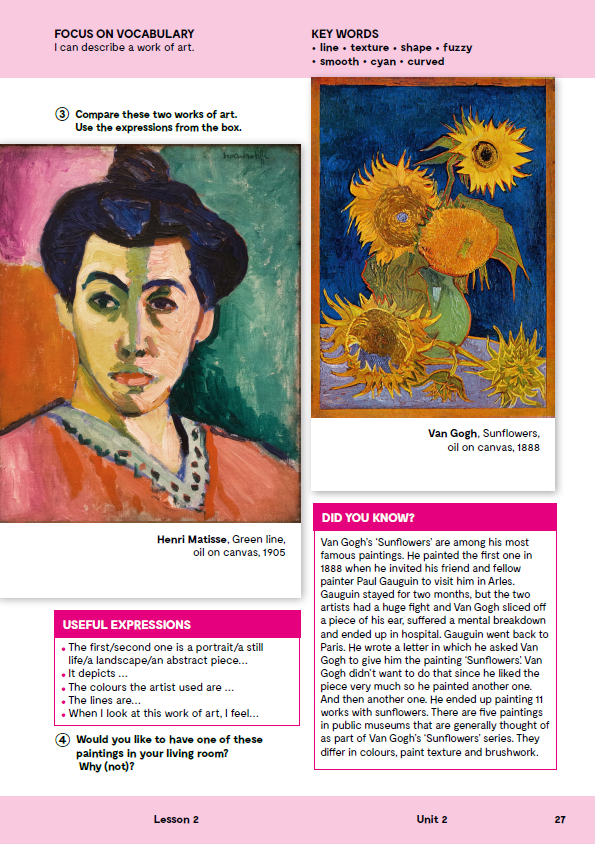 FOCUS ON VOCABULARY
I can describe a work of art.
KEY WORDS
• line • texture • shape • fuzzy
• smooth • cyan • curved
3 Compare these two works of art.
Use the expressions from the box.
Henri Matisse, Green line,
oil on canvas, 1905
Van Gogh, Sunflowers,
oil on canvas, 1888
USEFUL EXPRESSIONS
• The first/second one is a portrait/a still
life/a landscape/an abstract piece...
• It depicts ...
• The colours the artist used are ...
• The lines are...
• When I look at this work of art, I feel...
4 Would you like to have one of these
paintings in your living room?
Why (not)?
DID YOU KNOW?
Van Gogh's 'Sunflowers' are among his most
famous paintings. He painted the first one in
1888 when he invited his friend and fellow
painter Paul Gauguin to visit him in Arles.
Gauguin stayed for two months, but the two
artists had a huge fight and Van Gogh sliced off
a piece of his ear, suffered a mental breakdown
and ended up in hospital. Gauguin went back to
Paris. He wrote a letter in which he asked Van
Gogh to give him the painting 'Sunflowers'. Van
Gogh didn't want to do that since he liked the
piece very much so he painted another one.
And then another one. He ended up painting 11
works with sunflowers. There are five paintings
in public museums that are generally thought of
as part of Van Gogh's 'Sunflowers' series. They
differ in colours, paint texture and brushwork.
Lesson 2
Unit 2
27